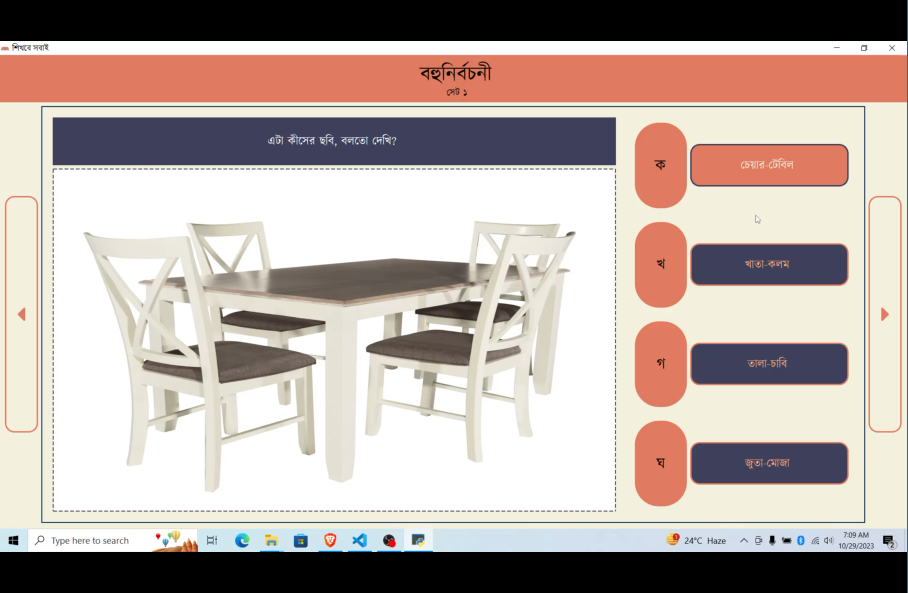 শিখবে সবাই
বহুনির্বচনী
সেট ১
এটা কীসের ছবি, বলতো দেখি?
ক
চেয়ার-টেবিল
খ
খাতা-কলম
গ
তালা-চাবি
ঘ
জুতা-মোজা
Type here to search
24°C Haze
7:09 AM
10/29/2023
2